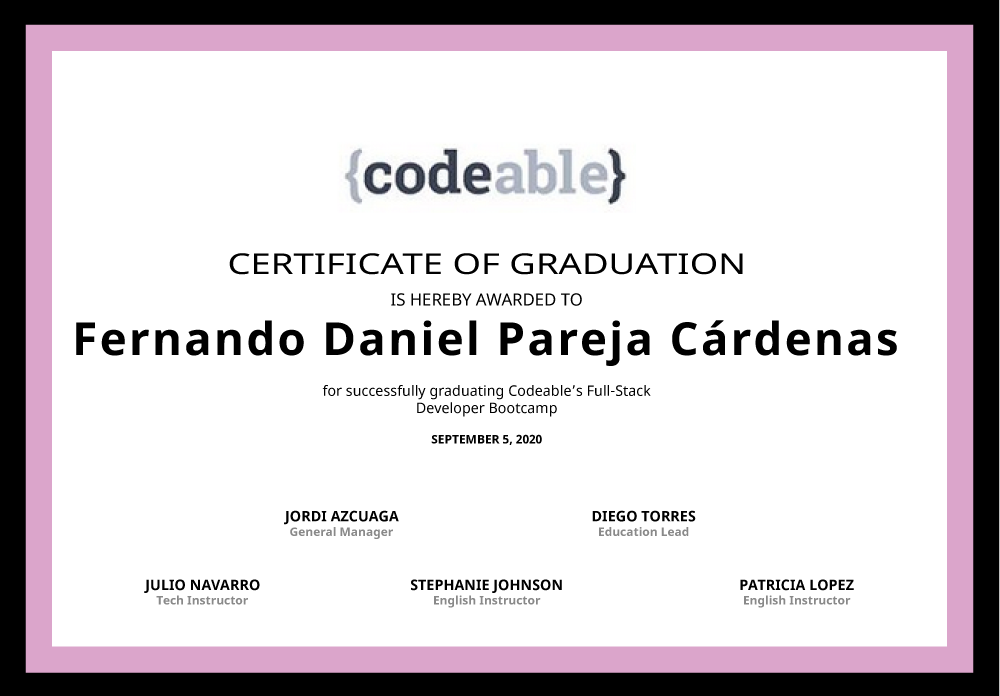 {codeable}
CERTIFICATE OF GRADUATION
IS HEREBY AWARDED TO
Fernando Daniel Pareja Cárdenas
for successfully graduating Codeable’s Full-Stack
Developer Bootcamp
SEPTEMBER 5, 2020
JORDI AZCUAGA DIEGO TORRES
General Manager Education Lead
JULIO NAVARRO STEPHANIE JOHNSON PATRICIA LOPEZ
Tech Instructor English Instructor English Instructor